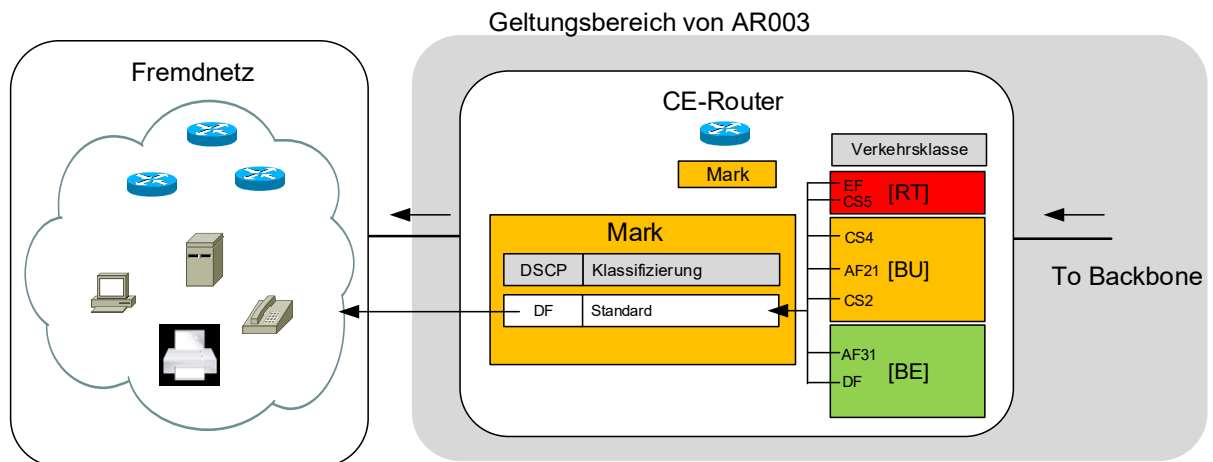 Geltungsbereich von AR003
Fremdnetz
CE-Router
Verkehrsklasse
Mark
EF
CS5
[RT]
Mark
CS4
DSCP Klassifizierung
AF21 [BU]
To Backbone
DF Standard
CS2
AF31
[BE]
DF